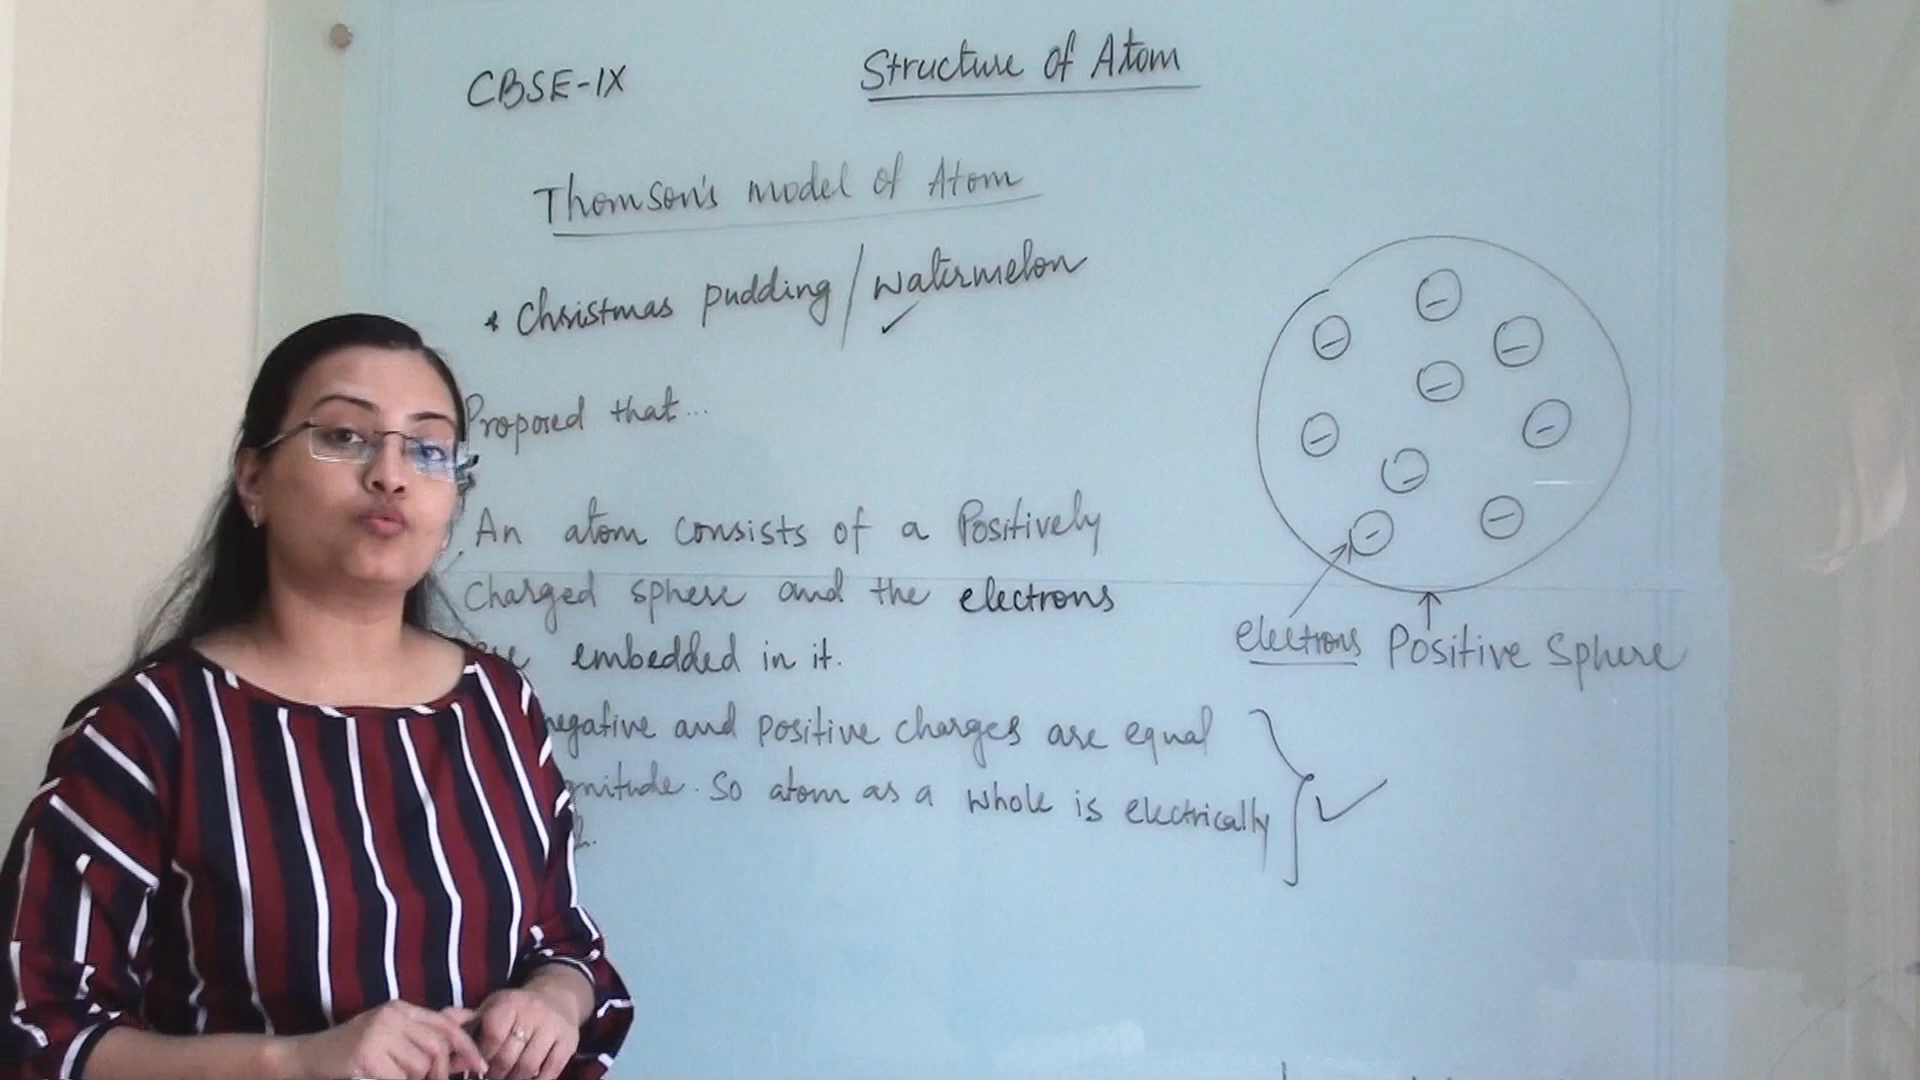 CBSE-IX
Structure of Atom
Thomson's model of Atom
* Christmas pudding / watermelon
Proposed that...
An atom consists of a Positively
charged sphere and the electrons
embedded in it.
negative and positive charges are equal
So atom as a whole is electrically
electrons
Positive Sphere